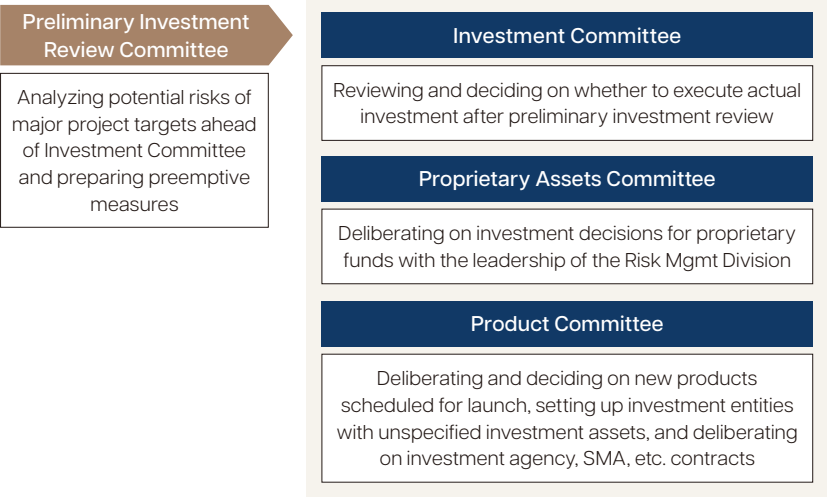 Preliminary Investment
Review Committee
Analyzing potential risks of
major project targets ahead
of Investment Committee
and preparing preemptive
measures
Investment Committee
Reviewing and deciding on whether to execute actual
investment after preliminary investment review
Proprietary Assets Committee
Deliberating on investment decisions for proprietary
funds with the leadership of the Risk Mgmt Division
Product Committee
Deliberating and deciding on new products
scheduled for launch, setting up investment entities
with unspecified investment assets, and deliberating
on investment agency, SMA, etc. contracts